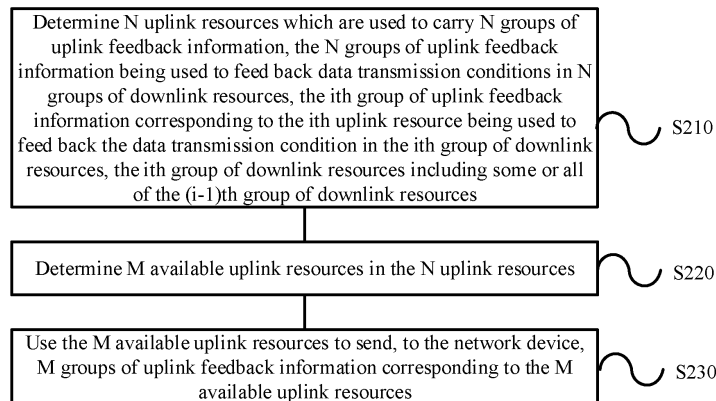 Determine N uplink resources which are used to carry N groups of
uplink feedback information, the N groups of uplink feedback
information being used to feed back data transmission conditions in N
groups of downlink resources, the ith group of uplink feedback
information corresponding to the ith uplink resource being used to
feed back the data transmission condition in the ith group of downlink
resources, the ith group of downlink resources including some or all
of the (i-1)th group of downlink resources
S210
Determine M available uplink resources in the N uplink resources
S220
Use the M available uplink resources to send, to the network device,
M groups of uplink feedback information corresponding to the M
available uplink resources
S230